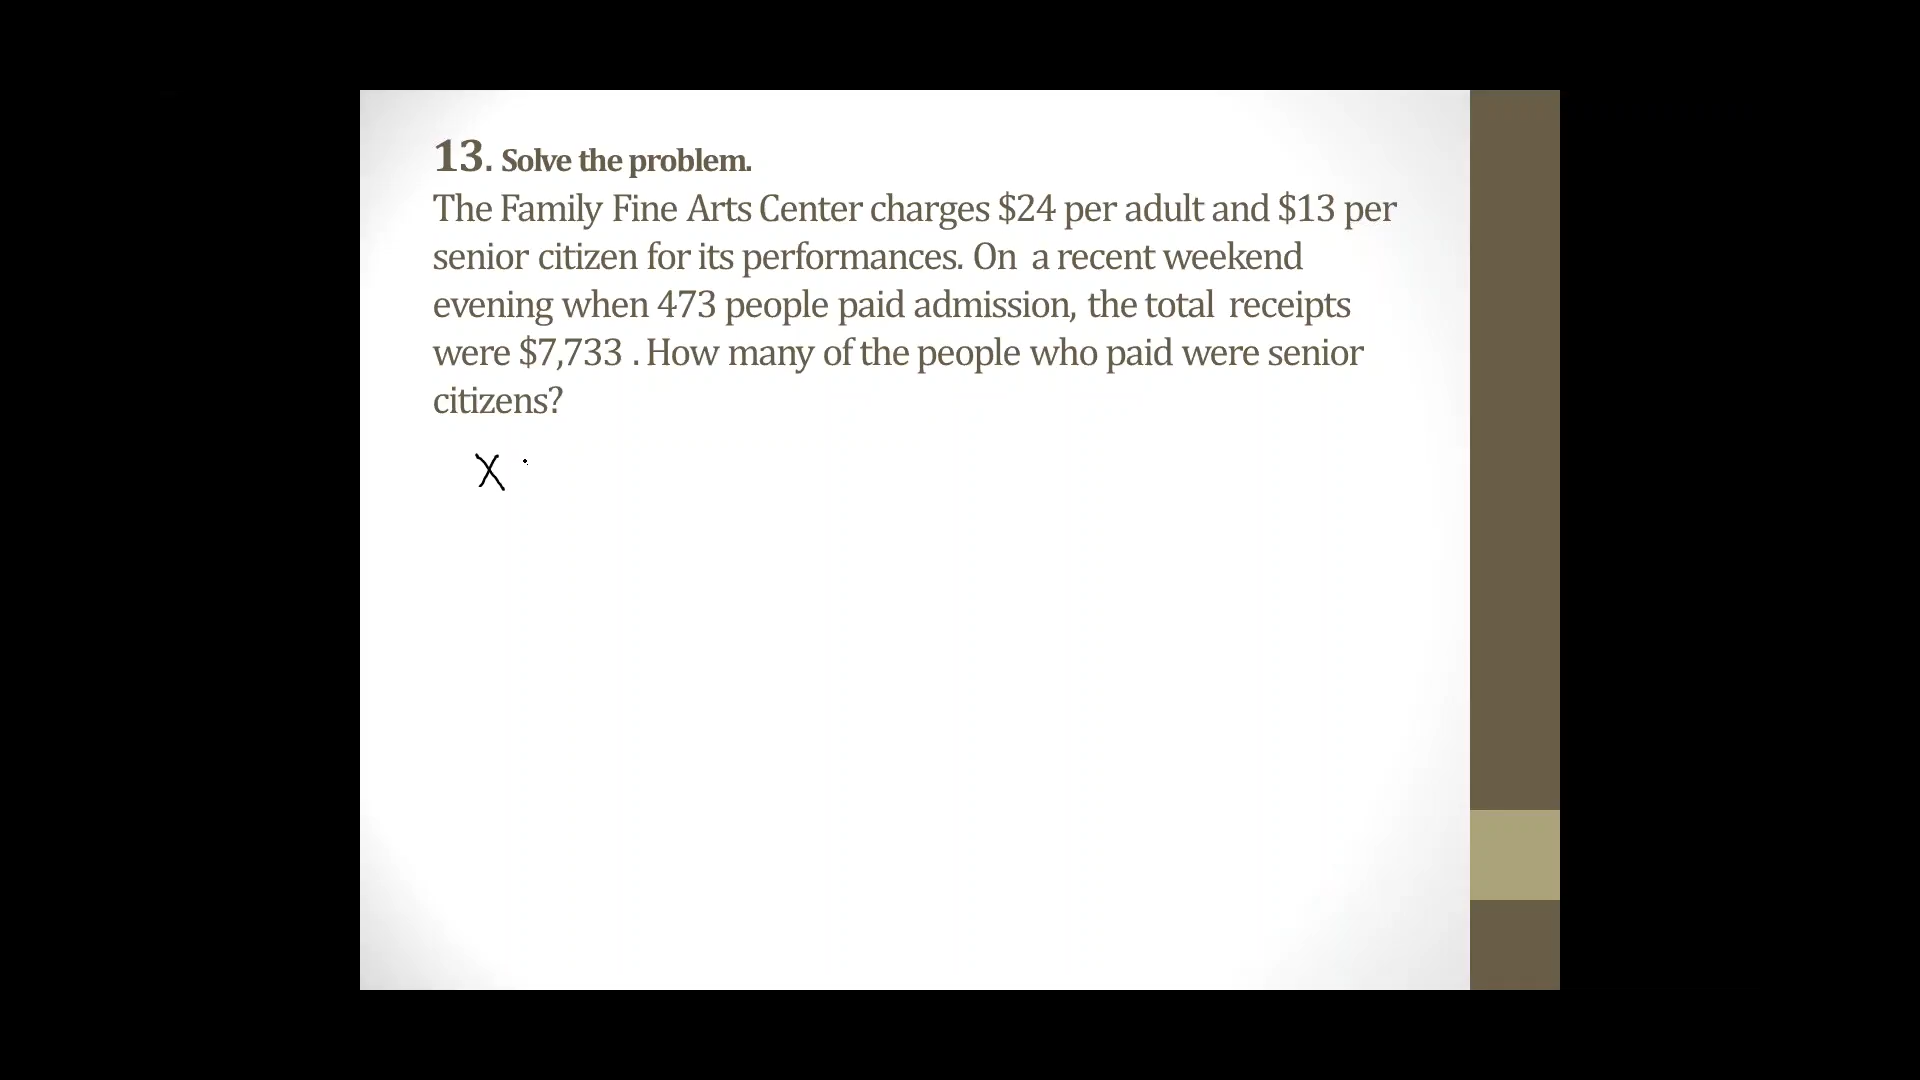 13. Solve the problem.
The Family Fine Arts Center charges $24 per adult and $13 per
senior citizen for its performances. On a recent weekend
evening when 473 people paid admission, the total receipts
were $7,733 . How many of the people who paid were senior
citizens?
X